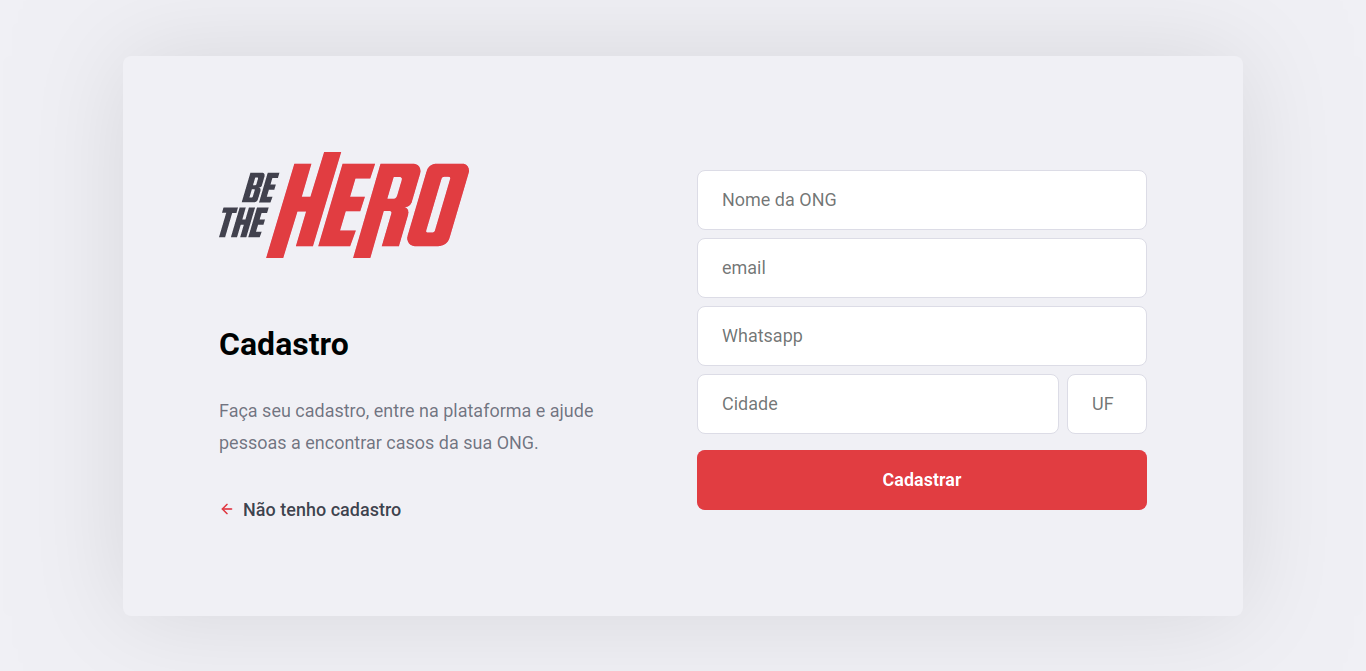 BE
THE
HERO
Cadastro
Faça seu cadastro, entre na plataforma e ajude
pessoas a encontrar casos da sua ONG.
Não tenho cadastro
Nome da ONG
email
Whatsapp
Cidade
UF
Cadastrar